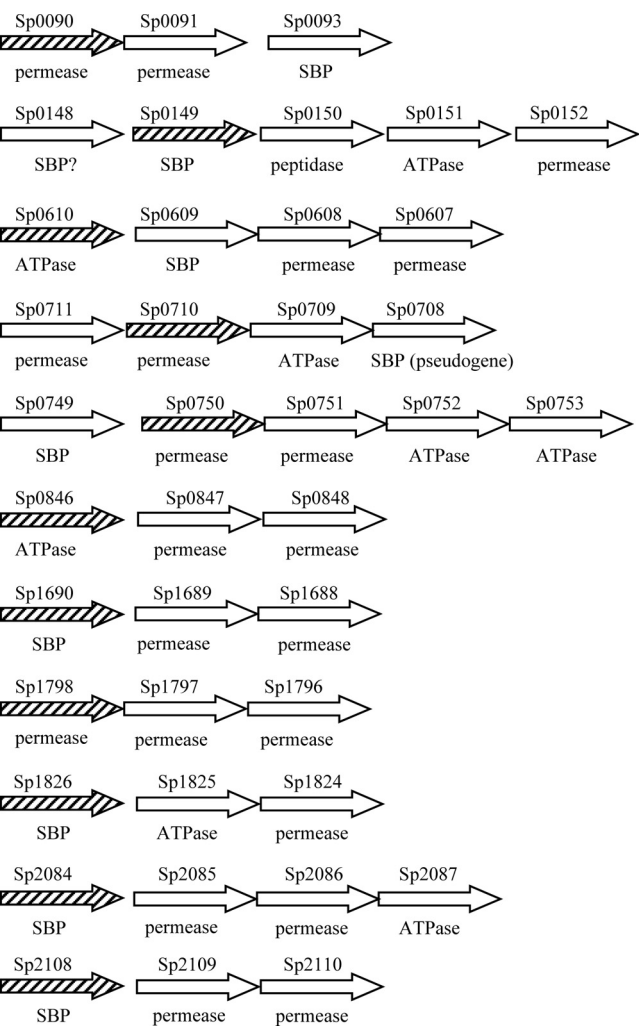 Sp0090 Sp0091 Sp0093
permease permease SBP
Sp0148 Sp0149 Sp0150 Sp0151 Sp0152
SBP? SBP peptidase ATPase permease
Sp0610 Sp0609 Sp0608 Sp0607
ATPase SBP permease permease
Sp0711 Sp0710 Sp0709 Sp0708
permease permease ATPase SBP (pseudogene)
Sp0749 Sp0750 Sp0751 Sp0752 Sp0753
SBP permease permease ATPase ATPase
Sp0846 Sp0847 Sp0848
ATPase permease permease
Sp1690 Sp1689 Sp1688
SBP permease permease
Sp1798 Sp1797 Sp1796
permease permease permease
Sp1826 Sp1825 Sp1824
SBP ATPase permease
Sp2084 Sp2085 Sp2086 Sp2087
SBP permease permease ATPase
Sp2108 Sp2109 Sp2110
SBP permease permease